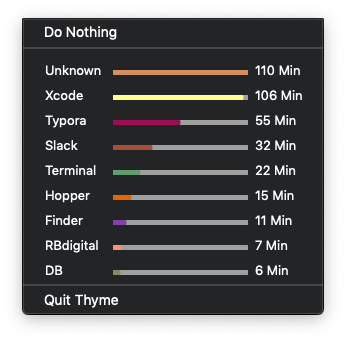 Do Nothing
Unknown 110 Min
Xcode 106 Min
Typora 55 Min
Slack 32 Min
Terminal 22 Min
Hopper 15 Min
Finder 11 Min
RBdigital 7 Min
DB 6 Min
Quit Thyme